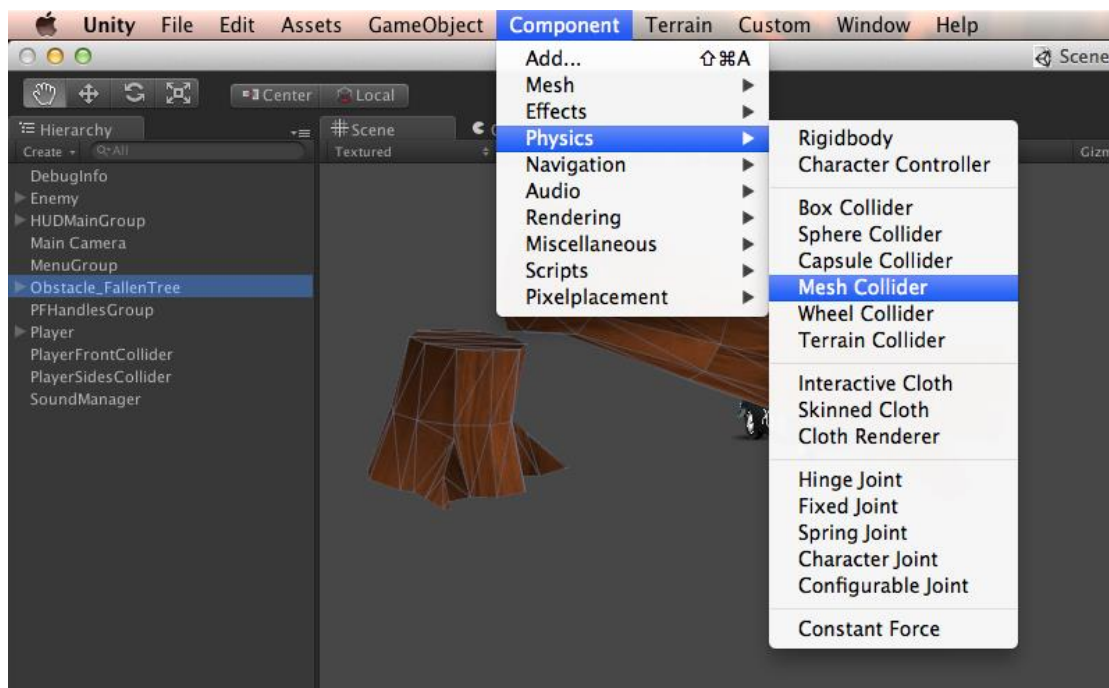 Unity File Edit Assets GameObject Component Terrain Custom Window Help
Scene
Center Local
Hierarchy
Scene
Create
All
Textured
DebugInfo
Enemy
HUDMainGroup
Main Camera
MenuGroup
Obstacle_FallenTree
PFHandlesGroup
Player
PlayerFrontCollider
PlayerSidesCollider
SoundManager
Add... ⇧⌘A
Mesh
Effects
Physics
Navigation
Audio
Rendering
Miscellaneous
Scripts
Pixelplacement
Rigidbody
Character Controller
Box Collider
Sphere Collider
Capsule Collider
Mesh Collider
Wheel Collider
Terrain Collider
Interactive Cloth
Skinned Cloth
Cloth Renderer
Hinge Joint
Fixed Joint
Spring Joint
Character Joint
Configurable Joint
Constant Force